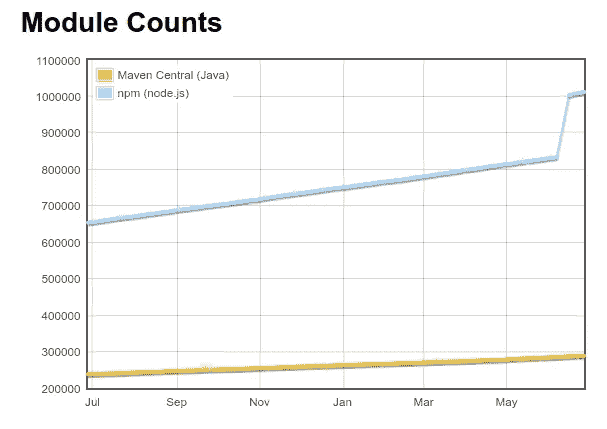 Module Counts
1100000
Maven Central (Java)
npm (node.js)
1000000
900000
800000
700000
600000
500000
400000
300000
200000
Jul Sep Nov Jan Mar May